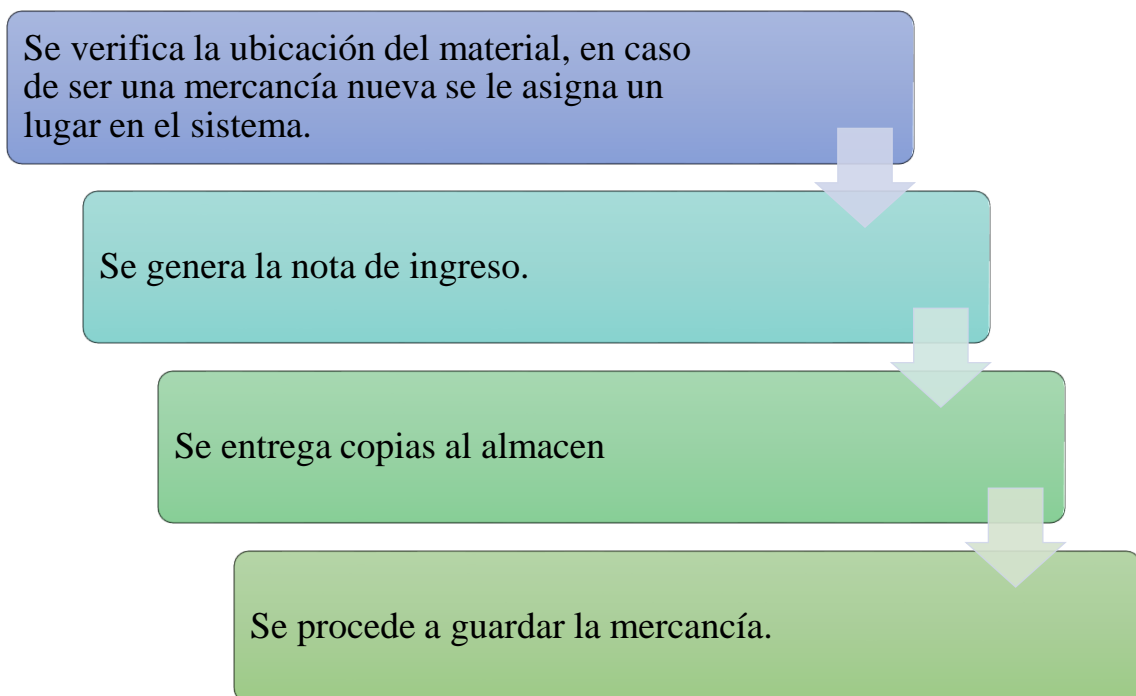 Se verifica la ubicación del material, en caso
de ser una mercancía nueva se le asigna un
lugar en el sistema.
Se genera la nota de ingreso.
Se entrega copias al almacen
Se procede a guardar la mercancía.